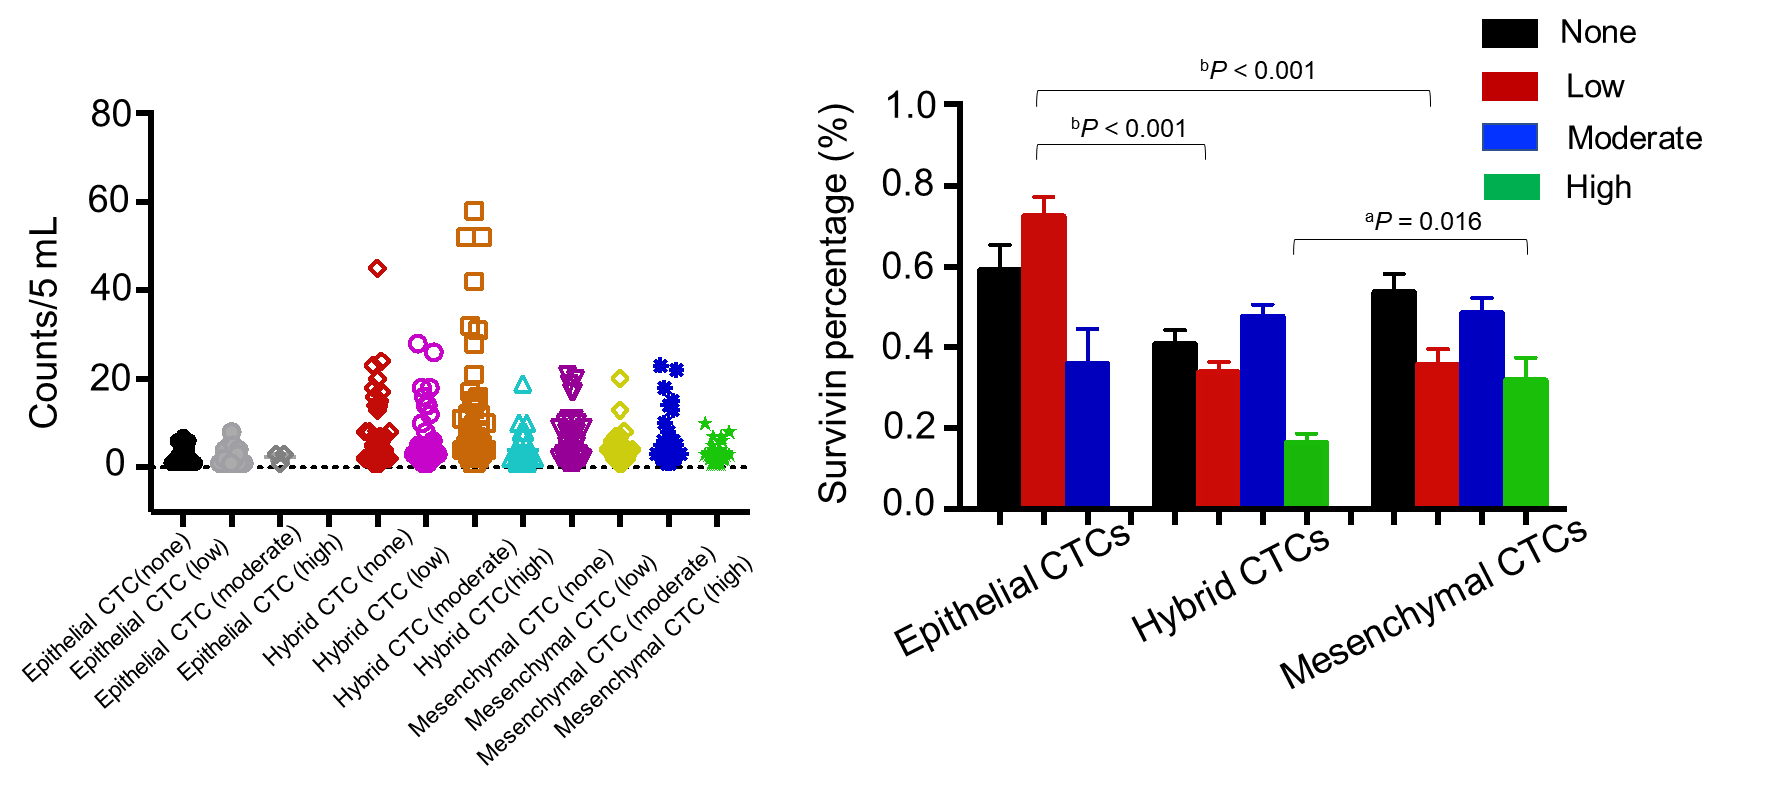 Counts/5 mL
80
60
40
20
0
Epithelial CTC(none)
Epithelial CTC (low)
Epithelial CTC (moderate)
Epithelial CTC (high)
Hybrid CTC (none)
Hybrid CTC (low)
Hybrid CTC (moderate)
Hybrid CTC(high)
Mesenchymal CTC (none)
Mesenchymal CTC (low)
Mesenchymal CTC (moderate)
Mesenchymal CTC (high)
Survivin percentage (%)
1.0
0.8
0.6
0.4
0.2
0.0
bP < 0.001
bP < 0.001
aP = 0.016
Epithelial CTCs
Hybrid CTCs
Mesenchymal CTCs
None
Low
Moderate
High